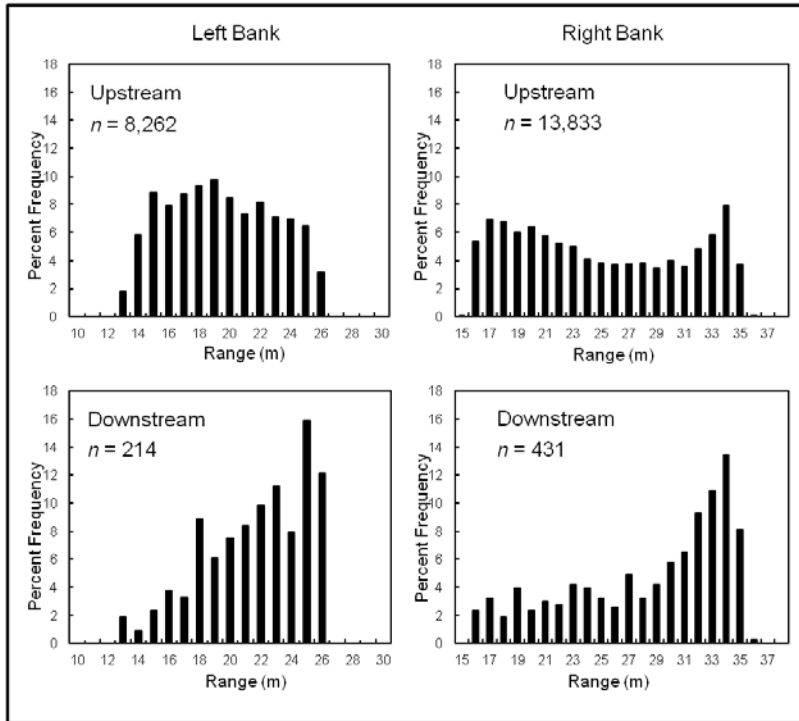 Left Bank
Right Bank
18
16
14
12
10
8
6
4
2
0
Percent Frequency
Upstream
n = 8,262
10 12 14 16 18 20 22 24 26 28 30
Range (m)
18
16
14
12
10
8
6
4
2
0
Percent Frequency
Upstream
n = 13,833
15 17 19 21 23 25 27 29 31 33 35 37
Range (m)
18
16
14
12
10
8
6
4
2
0
Percent Frequency
Downstream
n = 214
10 12 14 16 18 20 22 24 26 28 30
Range (m)
18
16
14
12
10
8
6
4
2
0
Percent Frequency
Downstream
n = 431
15 17 19 21 23 25 27 29 31 33 35 37
Range (m)